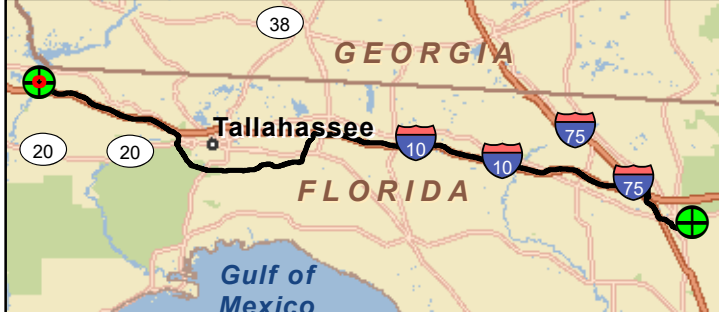 38
GEORGIA
Tallahassee
75
10
20
20
10
75
FLORIDA
Gulf of
Mexico